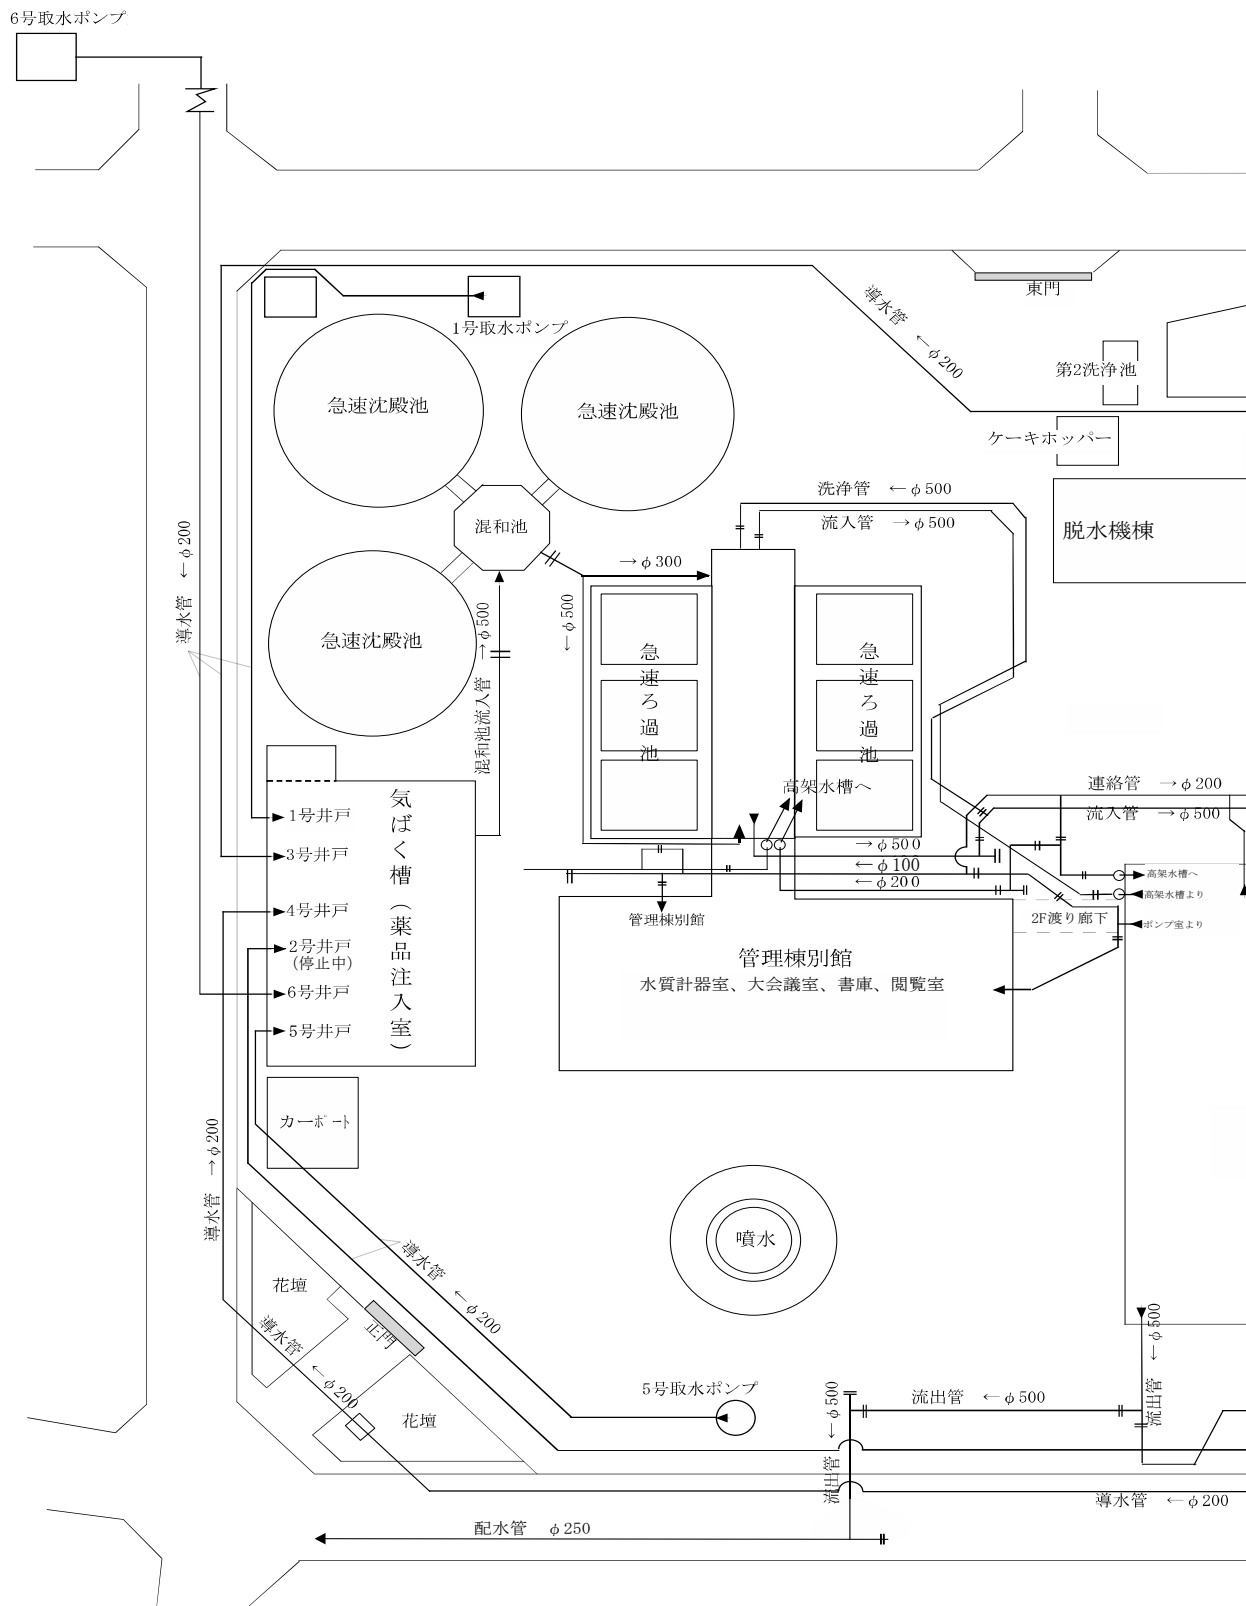 6号取水ポンプ
東門
導水管 ←φ200
1号取水ポンプ
第2洗浄池
急速沈殿池
急速沈殿池
ケーキホッパー
洗浄管 ←φ500
流入管 →φ500
混和池
脱水機棟
→φ300
導水管 ←φ200
←φ500
急速沈殿池
混和池流入管 →φ500
急速ろ過池
急速ろ過池
高架水槽へ
連絡管 →φ200
流入管 →φ500
気ばく槽（薬品注入室）
1号井戸
3号井戸
4号井戸
2号井戸
(停止中)
6号井戸
5号井戸
→φ500
←φ100
←φ200
高架水槽へ
高架水槽より
ポンプ室より
2F渡り廊下
管理棟別館
管理棟別館
水質計器室、大会議室、書庫、閲覧室
カーポート
導水管 →φ200
噴水
導水管 ←φ200
花壇
正門
導水管 ←φ200
花壇
5号取水ポンプ
流出管 ←φ500
流出管 ←φ500
流出管 ←φ500
導水管 ←φ200
配水管 φ250